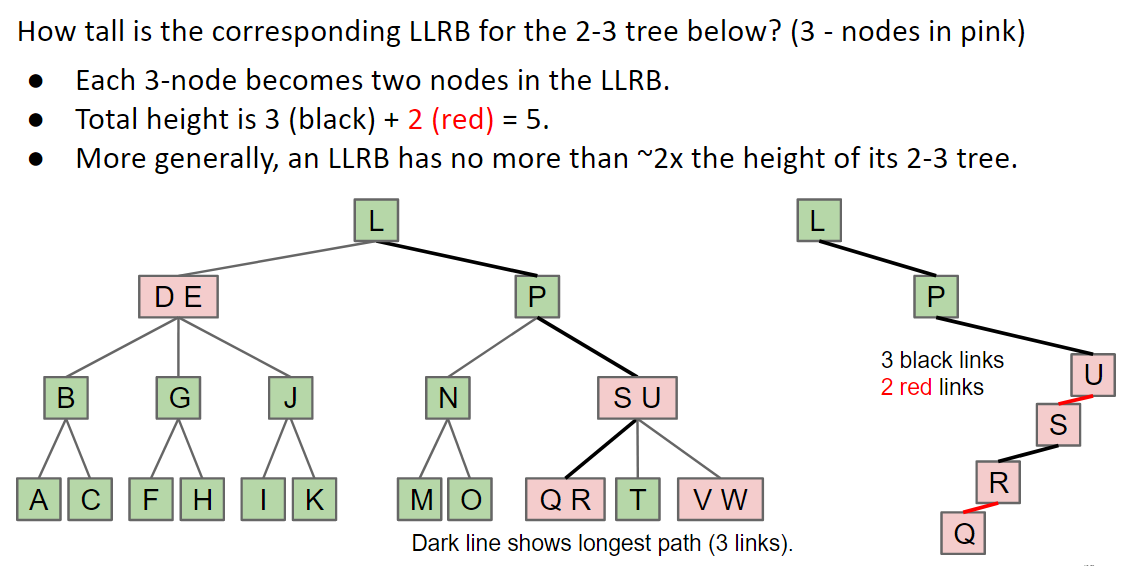 How tall is the corresponding LLRB for the 2-3 tree below? (3 - nodes in pink)
● Each 3-node becomes two nodes in the LLRB.
● Total height is 3 (black) + 2 (red) = 5.
● More generally, an LLRB has no more than ~2x the height of its 2-3 tree.
L
D E
P
B
G
J
N
S U
A
C
F
H
I
K
M
O
Q R
T
V W
Dark line shows longest path (3 links).
L
P
3 black links
2 red links
U
S
R
Q